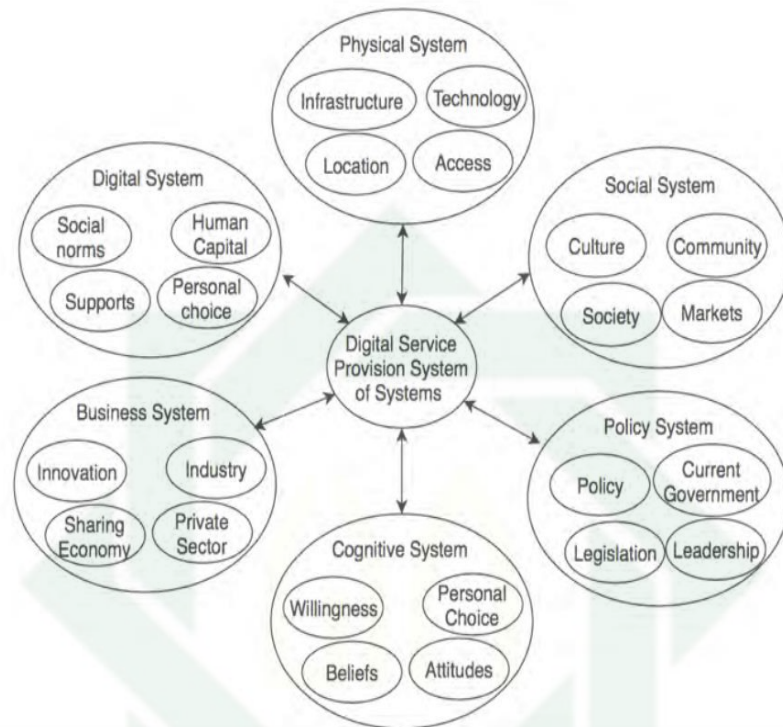 Physical System
Infrastructure
Technology
Location
Access
Digital System
Social
norms
Human
Capital
Supports
Personal
choice
Social System
Culture
Community
Society
Markets
Digital Service
Provision System
of Systems
Business System
Innovation
Industry
Sharing
Economy
Private
Sector
Policy System
Policy
Current
Government
Legislation
Leadership
Cognitive System
Willingness
Personal
Choice
Beliefs
Attitudes